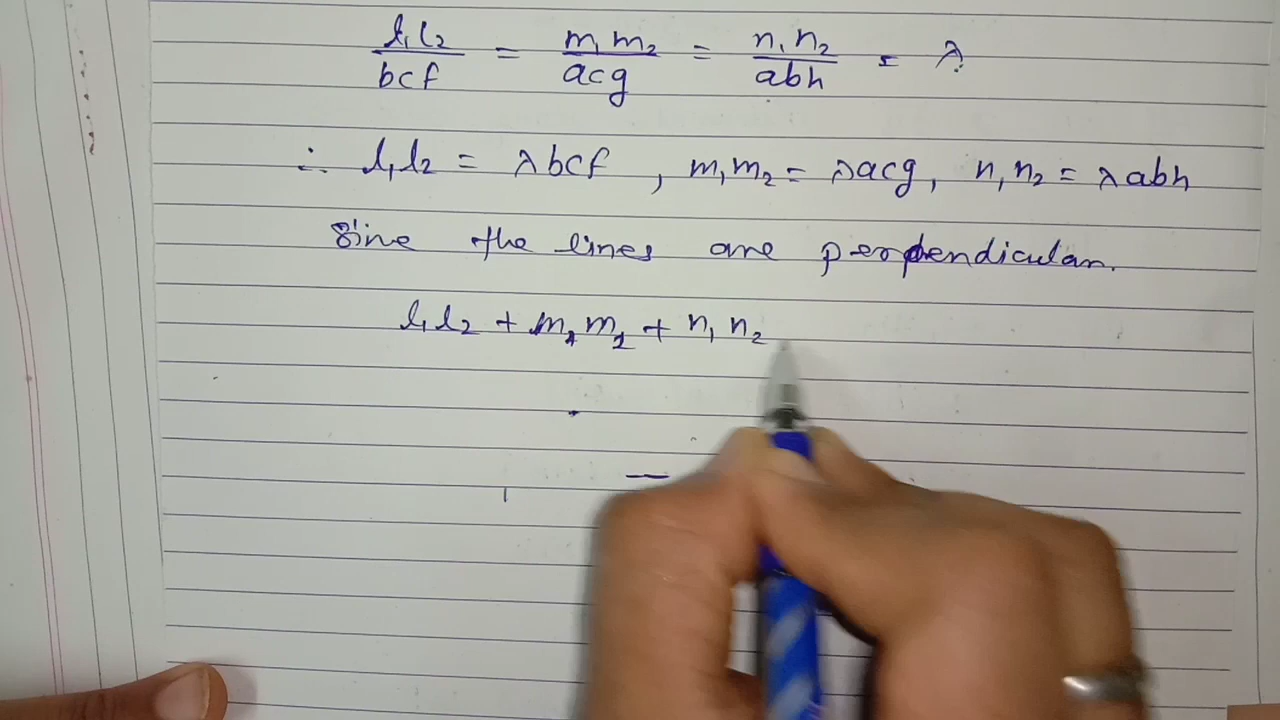 l₁l₂/bcf = m₁m₂/acg = n₁n₂/abh = λ
∴ l₁l₂ = λbcf , m₁m₂ = λacg, n₁n₂ = λabh
Sine the lines are perpendicular.
l₁l₂ + m₁m₂ + n₁n₂